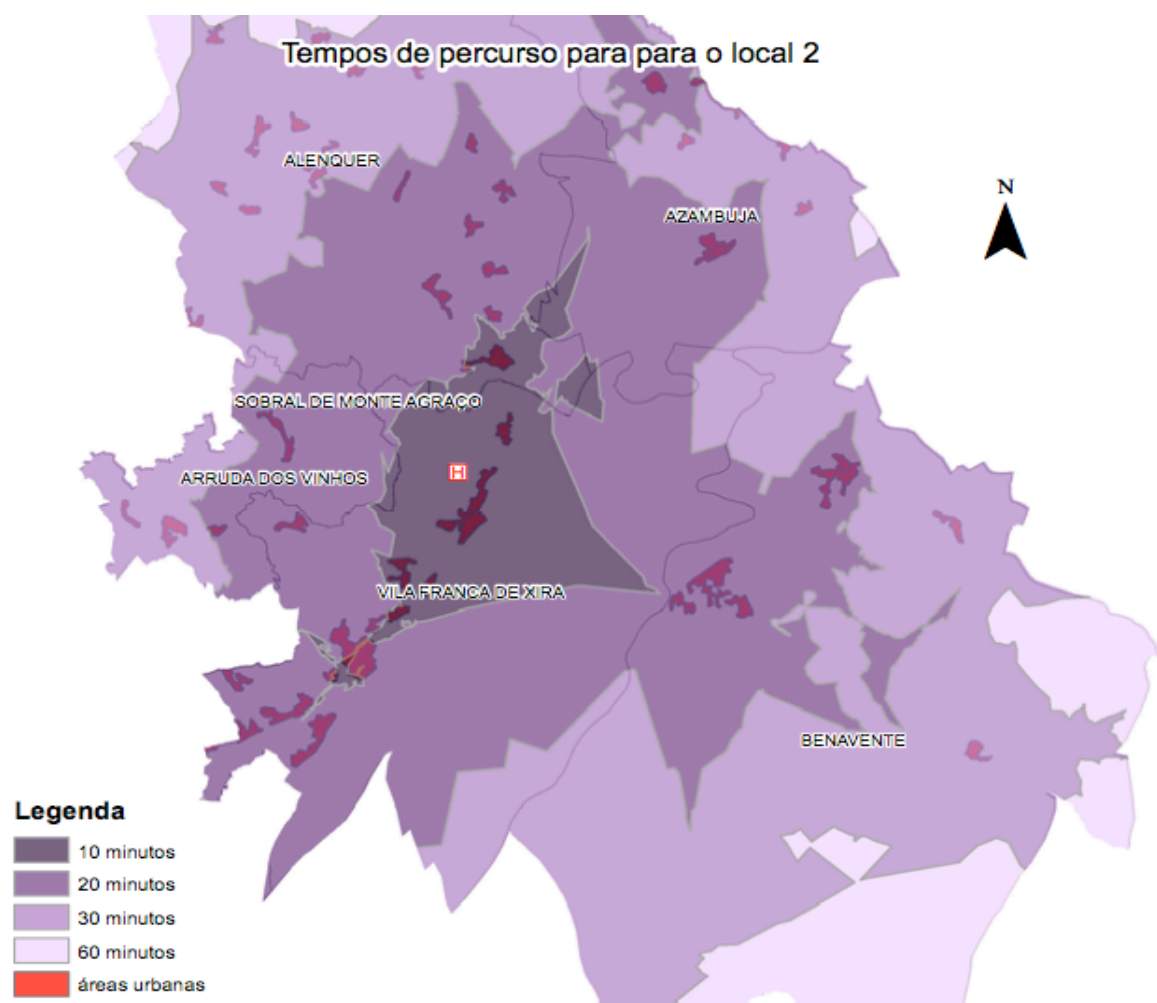 Tempos de percurso para para o local 2
ALENQUER
AZAMBUJA
N
SOBRAL DE MONTE AGRAÇO
H
ARRUDA DOS VINHOS
VILA FRANCA DE XIRA
BENAVENTE
Legenda
10 minutos
20 minutos
30 minutos
60 minutos
áreas urbanas